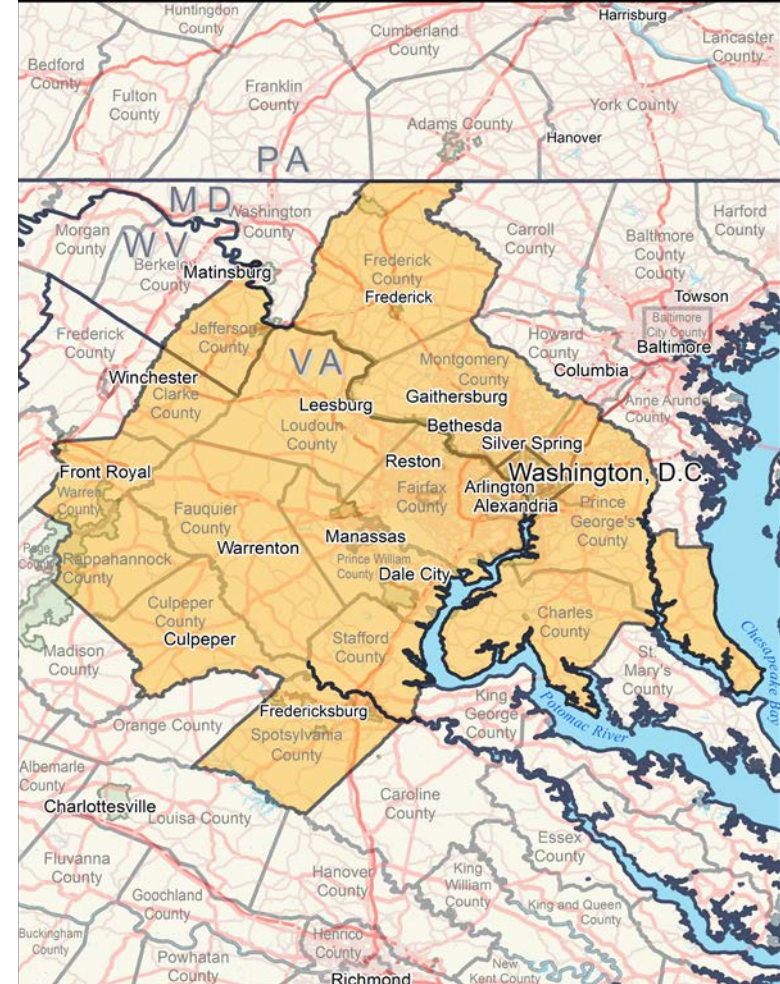 Huntingdon
County
Harrisburg
Cumberland
County
Lancaster
County
Bedford
County
Franklin
County
Fulton
County
York County
Adams County
Hanover
PA
MD
Washington
County
Morgan
County
WV
Berkeley
County
Matinsburg
Carroll
County
Baltimore
County
County
Harford
County
Frederick
County
Frederick
Towson
Frederick
County
Jefferson
County
Baltimore
City County
Howard
County
Baltimore
VA
Montgomery
County
Columbia
Winchester
Clarke
County
Gaithersburg
Anne Arundel
County
Leesburg
Loudoun
County
Bethesda
Silver Spring
Front Royal
Reston
Washington, D.C.
Warren
County
Fairfax
County
Arlington
Alexandria
Prince
George's
County
Fauquier
County
Manassas
Warrenton
Page
County
Rappahannock
County
Prince William
County
Dale City
Culpeper
County
Culpeper
Charles
County
Stafford
County
Madison
County
St.
Mary's
County
Chesapeake Bay
King
George
County
Potomac River
Fredericksburg
Orange County
Spotsylvania
County
Albemarle
County
Caroline
County
Charlottesville
Louisa County
Essex
County
Fluvanna
County
Hanover
County
King
William
County
Goochland
County
King and Queen
County
Buckingham
County
Henrico
County
Powhatan
County
New
Kent County
Richmond